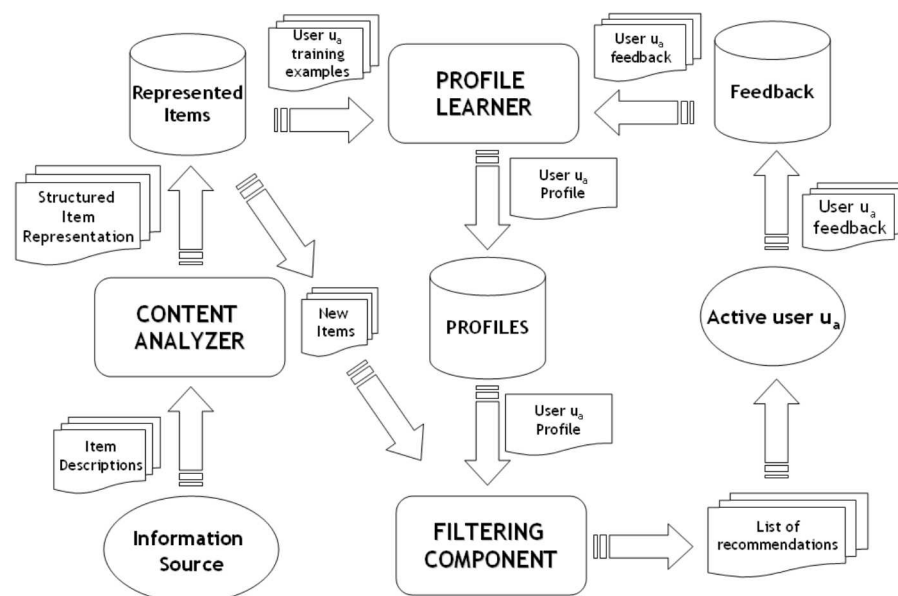 User uₐ
training
examples
Represented
Items
PROFILE
LEARNER
User uₐ
feedback
Feedback
Structured
Item
Representation
User uₐ
Profile
User uₐ
feedback
CONTENT
ANALYZER
New
Items
PROFILES
Active user uₐ
Item
Descriptions
User uₐ
Profile
Information
Source
FILTERING
COMPONENT
List of
recommendations